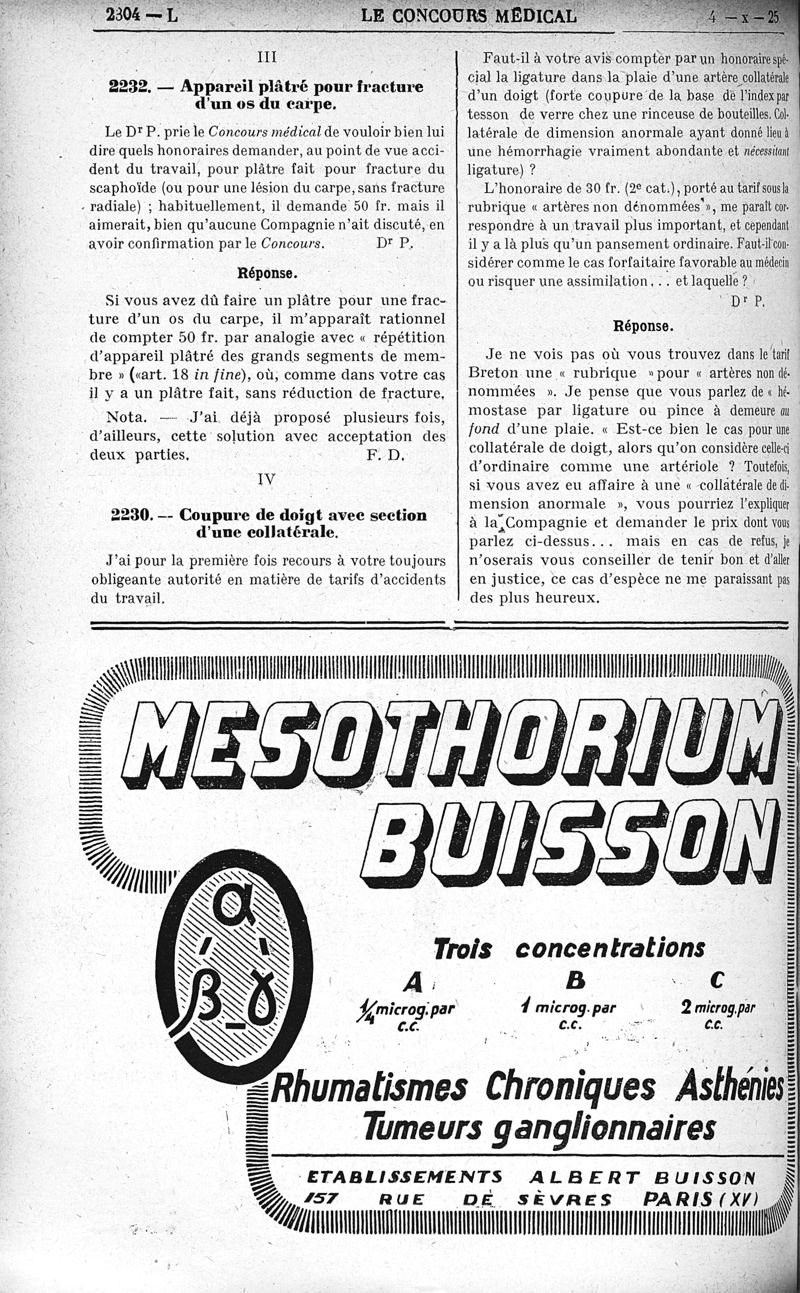 2304 — L
LE CONCOURS MÉDICAL
4 — x — 25
III
2232. — Appareil plâtré pour fracture
d'un os du carpe.
Le Dr P. prie le Concours médical de vouloir bien lui
dire quels honoraires demander, au point de vue acci-
dent du travail, pour plâtre fait pour fracture du
scaphoïde (ou pour une lésion du carpe, sans fracture
radiale) ; habituellement, il demande 50 fr. mais il
aimerait, bien qu'aucune Compagnie n'ait discuté, en
avoir confirmation par le Concours. Dr P.
Réponse.
Si vous avez dû faire un plâtre pour une frac-
ture d'un os du carpe, il m'apparaît rationnel
de compter 50 fr. par analogie avec « répétition
d'appareil plâtré des grands segments de mem-
bre » («art. 18 in fine), où, comme dans votre cas
il y a un plâtre fait, sans réduction de fracture.
Nota. — J'ai déjà proposé plusieurs fois,
d'ailleurs, cette solution avec acceptation des
deux parties. F. D.
IV
2230. — Coupure de doigt avec section
d'une collatérale.
J'ai pour la première fois recours à votre toujours
obligeante autorité en matière de tarifs d'accidents
du travail.
Faut-il à votre avis compter par un honoraire spé-
cial la ligature dans la plaie d'une artère collatérale
d'un doigt (forte coupure de la base de l'index par
tesson de verre chez une rinceuse de bouteilles. Col-
latérale de dimension anormale ayant donné lieu à
une hémorrhagie vraiment abondante et nécessitant
ligature) ?
L'honoraire de 30 fr. (2e cat.), porté au tarif sous la
rubrique « artères non dénommées », me paraît cor-
respondre à un travail plus important, et cependant
il y a là plus qu'un pansement ordinaire. Faut-il con-
sidérer comme le cas forfaitaire favorable au médecin
ou risquer une assimilation... et laquelle ?
Dr P.
Réponse.
Je ne vois pas où vous trouvez dans le tarif
Breton une « rubrique » pour « artères non dé-
nommées ». Je pense que vous parlez de « hé-
mostase par ligature ou pince à demeure au
fond d'une plaie. « Est-ce bien le cas pour une
collatérale de doigt, alors qu'on considère celle-ci
d'ordinaire comme une artériole ? Toutefois,
si vous avez eu affaire à une « collatérale de di-
mension anormale », vous pourriez l'expliquer
à la Compagnie et demander le prix dont vous
parlez ci-dessus... mais en cas de refus, je
n'oserais vous conseiller de tenir bon et d'aller
en justice, ce cas d'espèce ne me paraissant pas
des plus heureux.
MESOTHORIUM
BUISSON
α
β - γ
Trois concentrations
A B C
1/4 microg. par 1 microg. par 2 microg. par
c.c. c.c. c.c.
Rhumatismes Chroniques Asthénies
Tumeurs ganglionnaires
ETABLISSEMENTS ALBERT BUISSON
157 RUE DE SÈVRES PARIS (XV)